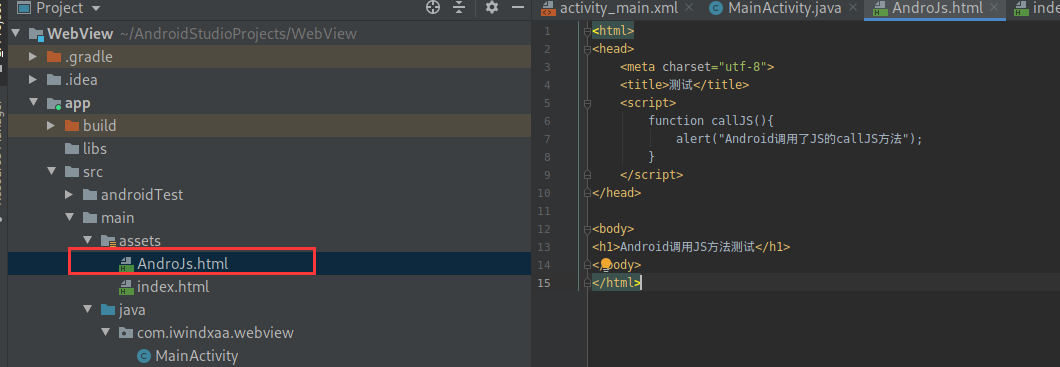 Project
WebView ~/AndroidStudioProjects/WebView
.gradle
.idea
app
build
libs
src
androidTest
main
assets
AndroJs.html
index.html
java
com.iwindxaa.webview
MainActivity
activity_main.xml MainActivity.java AndroJs.html inde
1 <html>
2 <head>
3 <meta charset="utf-8">
4 <title>测试</title>
5 <script>
6 function callJS(){
7 alert("Android调用了JS的callJS方法");
8 }
9 </script>
10 </head>
11
12 <body>
13 <h1>Android调用JS方法测试</h1>
14 </body>
15 </html>